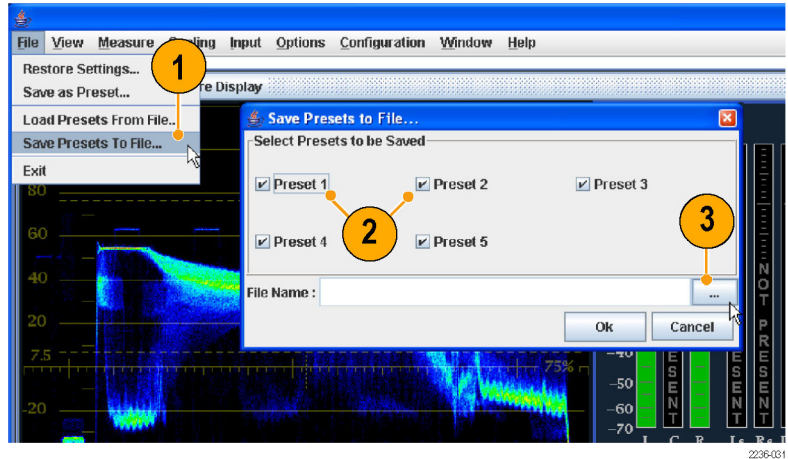 File View Measure Scaling Input Options Configuration Window Help
Restore Settings...
Save as Preset...
Load Presets From File..
Save Presets To File...
Exit
1
re Display
Save Presets to File...
Select Presets to be Saved
Preset 1 Preset 2 Preset 3
Preset 4 Preset 5
2
3
File Name : ...
Ok Cancel
80
60
40
20
7.5
-20
75%
-40
-50
-60
-70
NOT PRESENT
L C R Ls Rs
2236-031